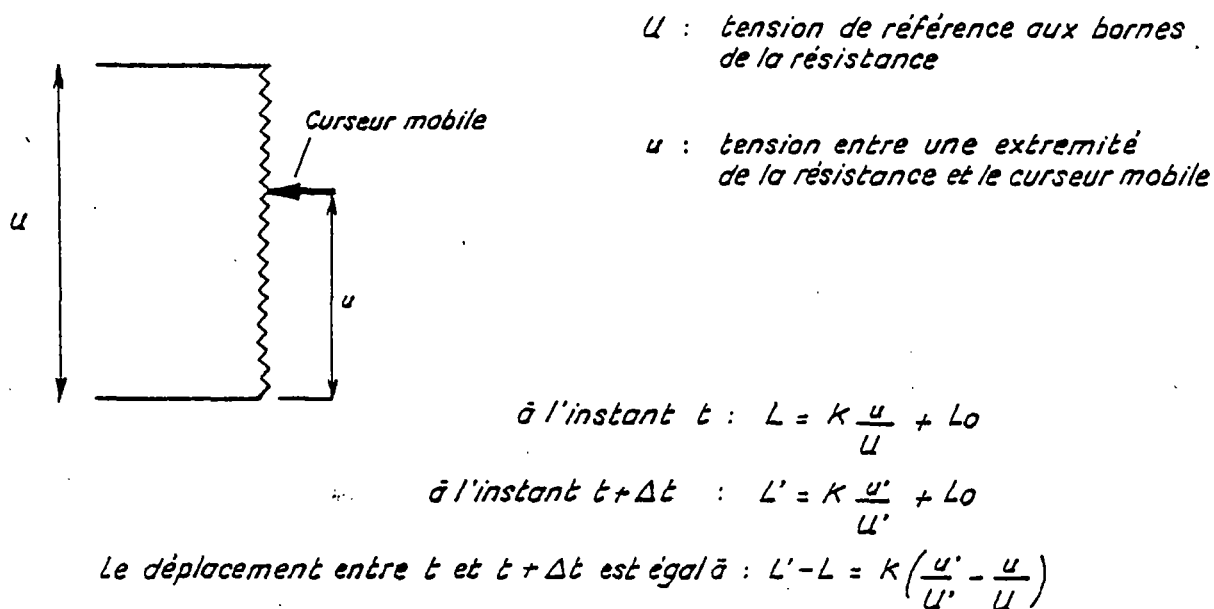 U : tension de référence aux bornes
de la résistance
Curseur mobile
u : tension entre une extremité
de la résistance et le curseur mobile
U
u
à l'instant t : L = K u/U + Lo
à l'instant t+Δt : L' = K u'/U' + Lo
Le déplacement entre t et t+Δt est égal à : L'-L = K(u'/U' - u/U)